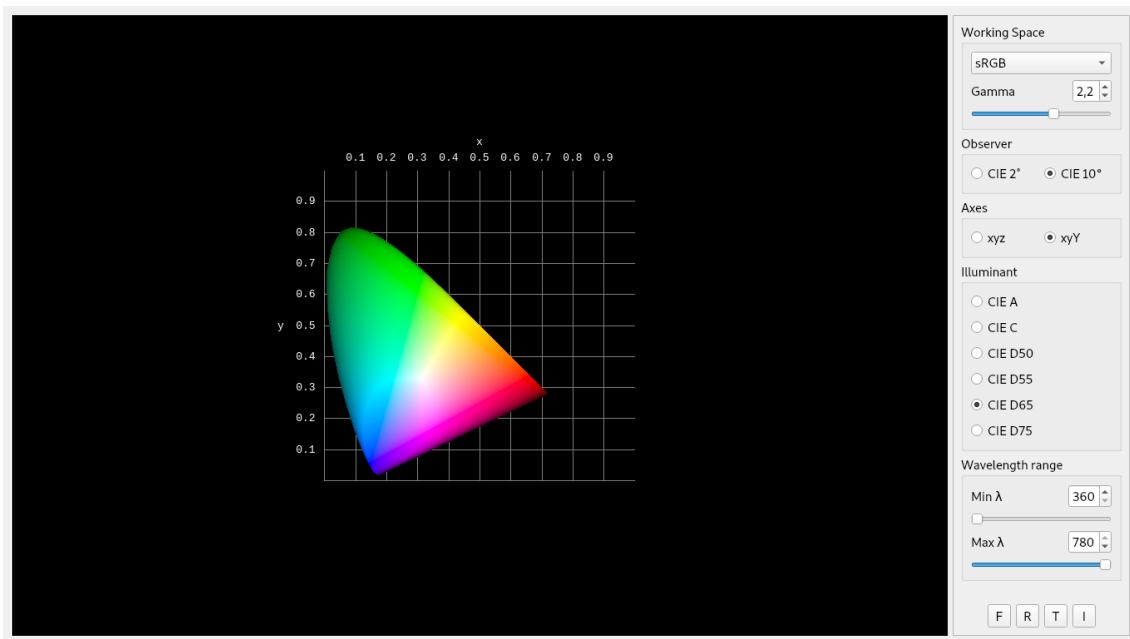 Working Space
sRGB
Gamma 2,2
Observer
CIE 2° CIE 10°
Axes
xyz xyY
Illuminant
CIE A
CIE C
CIE D50
CIE D55
CIE D65
CIE D75
Wavelength range
Min λ 360
Max λ 780
F R T I
x
0.1 0.2 0.3 0.4 0.5 0.6 0.7 0.8 0.9
0.9
0.8
0.7
0.6
y 0.5
0.4
0.3
0.2
0.1